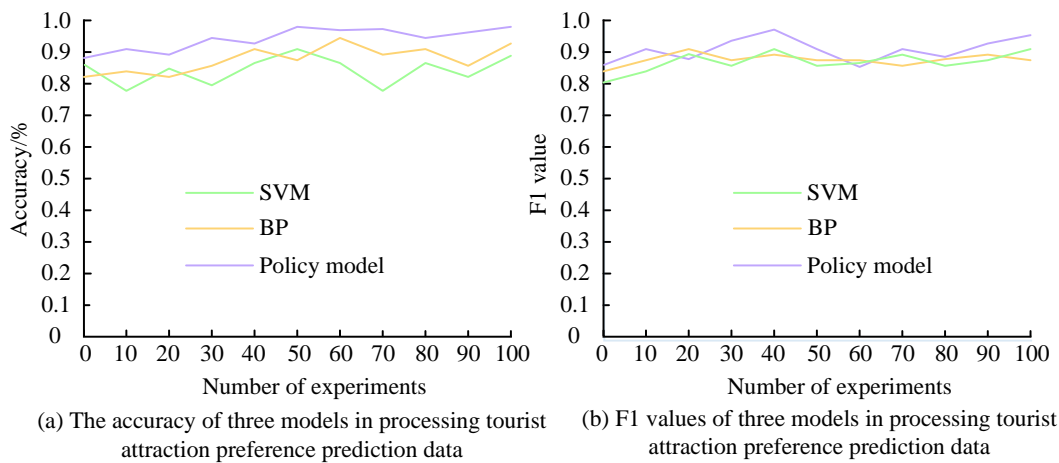 1.0
0.9
0.8
0.7
0.6
0.5
0.4
0.3
0.2
0.1
0
Accuracy/%
SVM
BP
Policy model
0 10 20 30 40 50 60 70 80 90 100
Number of experiments
(a) The accuracy of three models in processing tourist
attraction preference prediction data
1.0
0.9
0.8
0.7
0.6
0.5
0.4
0.3
0.2
0.1
0
F1 value
SVM
BP
Policy model
0 10 20 30 40 50 60 70 80 90 100
Number of experiments
(b) F1 values of three models in processing tourist
attraction preference prediction data